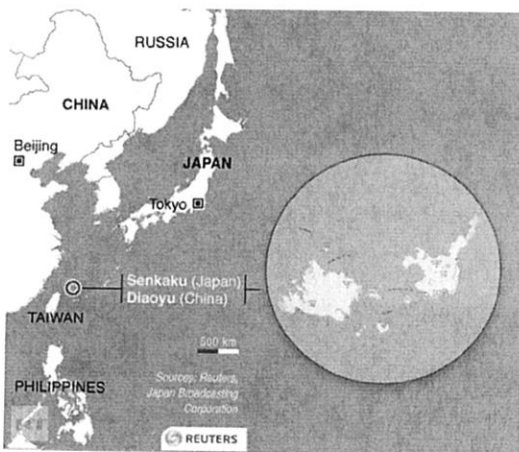 RUSSIA
CHINA
Beijing
JAPAN
Tokyo
Senkaku (Japan)
Diaoyu (China)
TAIWAN
500 km
PHILIPPINES
Sources: Reuters,
Japan Broadcasting
Corporation
REUTERS